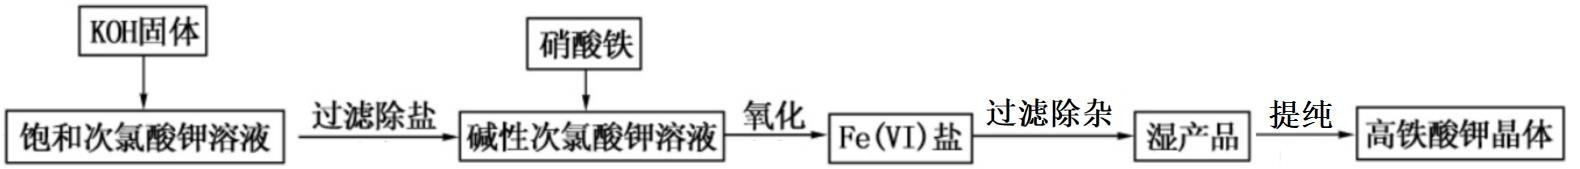 KOH固体
硝酸铁
饱和次氯酸钾溶液
过滤除盐
碱性次氯酸钾溶液
氧化
Fe(VI)盐
过滤除杂
湿产品
提纯
高铁酸钾晶体